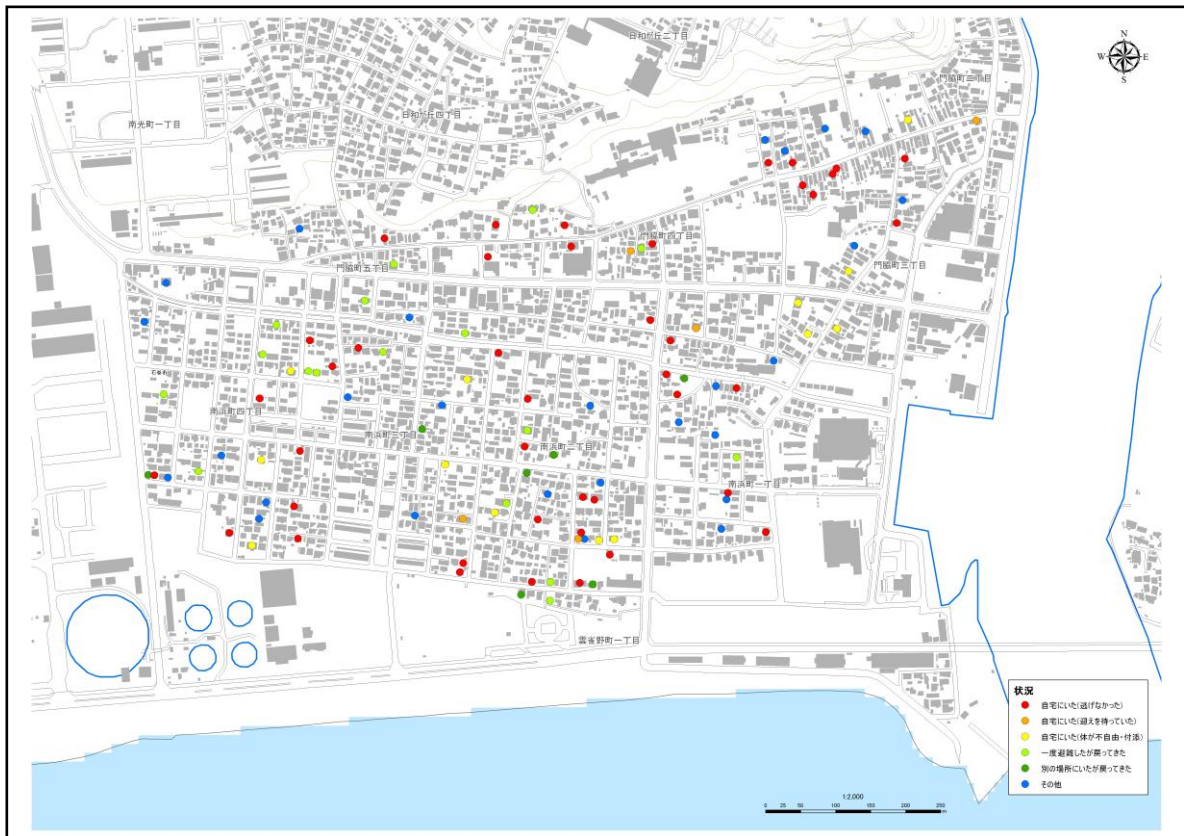 日和が丘二丁目
N
W E
S
門脇町二丁目
日和が丘四丁目
南光町一丁目
門脇町四丁目
門脇町三丁目
門脇町五丁目
石巻市
南浜町四丁目
南浜町三丁目
南浜町二丁目
南浜町一丁目
雲雀野町一丁目
状況
自宅にいた(逃げなかった)
自宅にいた(迎えを待っていた)
自宅にいた(体が不自由・付添)
一度避難したが戻ってきた
別の場所にいたが戻ってきた
その他
1:2,000
0 25 50 100 150 200 250
m